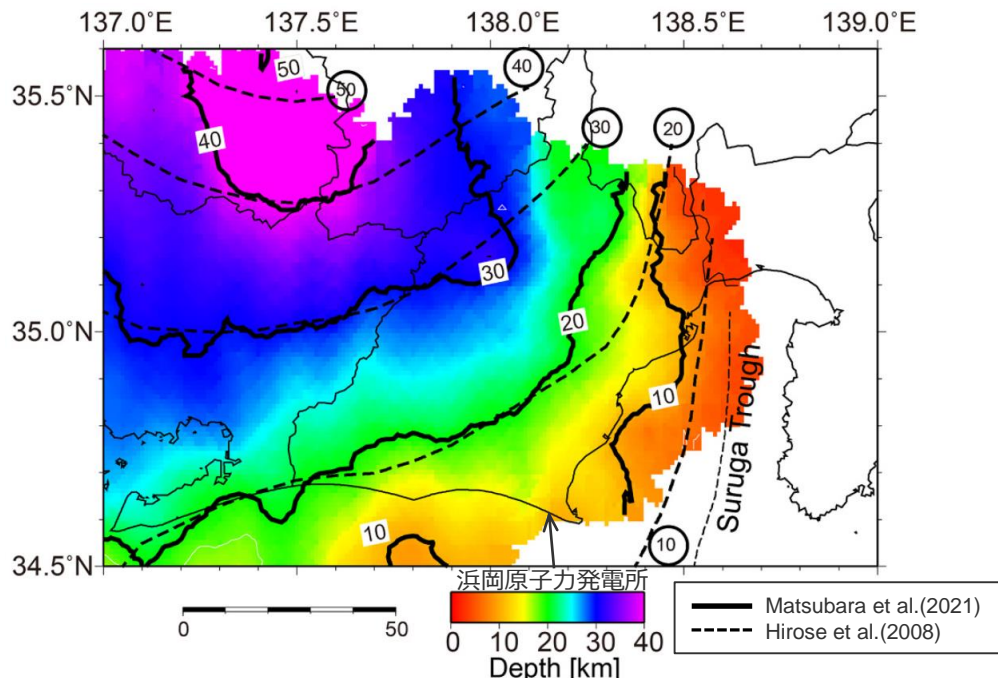 137.0°E 137.5°E 138.0°E 138.5°E 139.0°E
50
50
40
35.5°N
40
30
20
30
35.0°N
20
10
Suruga Trough
10
10
34.5°N
浜岡原子力発電所
0 50
0 10 20 30 40
Depth [km]
Matsubara et al.(2021)
Hirose et al.(2008)